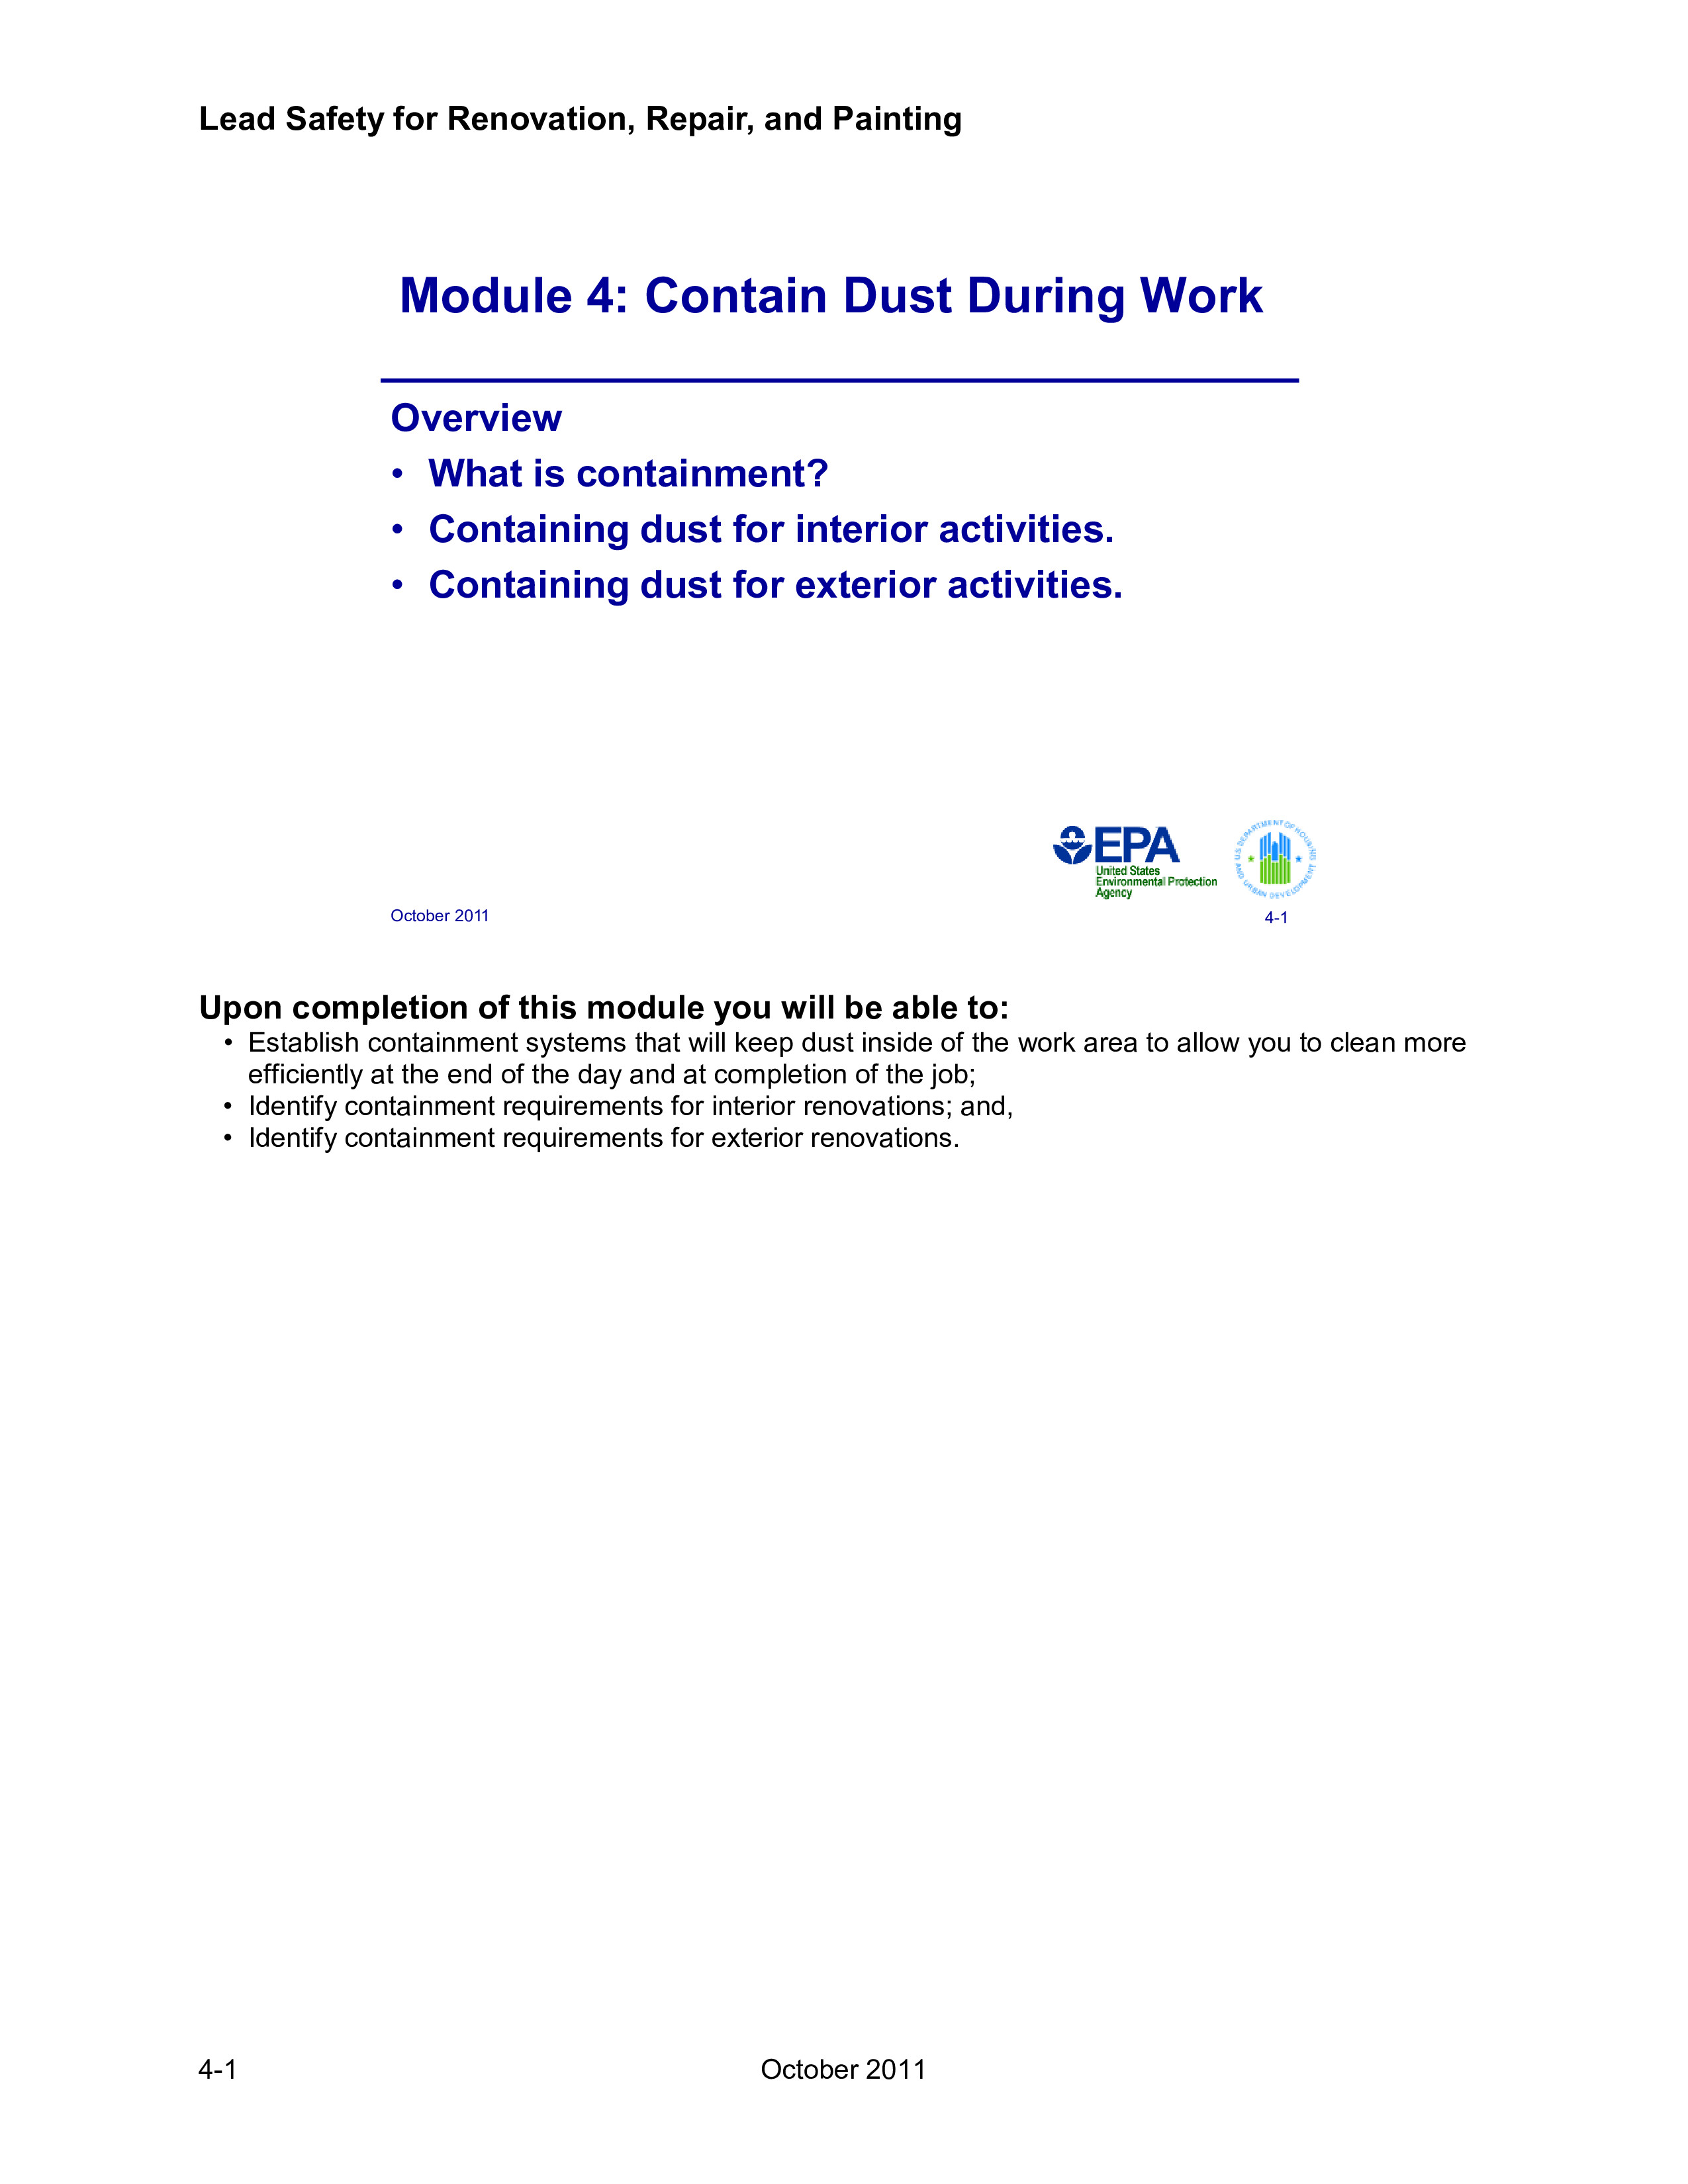 Lead Safety for Renovation, Repair, and Painting
Module 4: Contain Dust During Work
Overview
• What is containment?
• Containing dust for interior activities.
• Containing dust for exterior activities.
EPA
United States
Environmental Protection
Agency
U.S. DEPARTMENT OF HOUSING
AND URBAN DEVELOPMENT
October 2011
4-1
Upon completion of this module you will be able to:
• Establish containment systems that will keep dust inside of the work area to allow you to clean more
efficiently at the end of the day and at completion of the job;
• Identify containment requirements for interior renovations; and,
• Identify containment requirements for exterior renovations.
4-1
October 2011